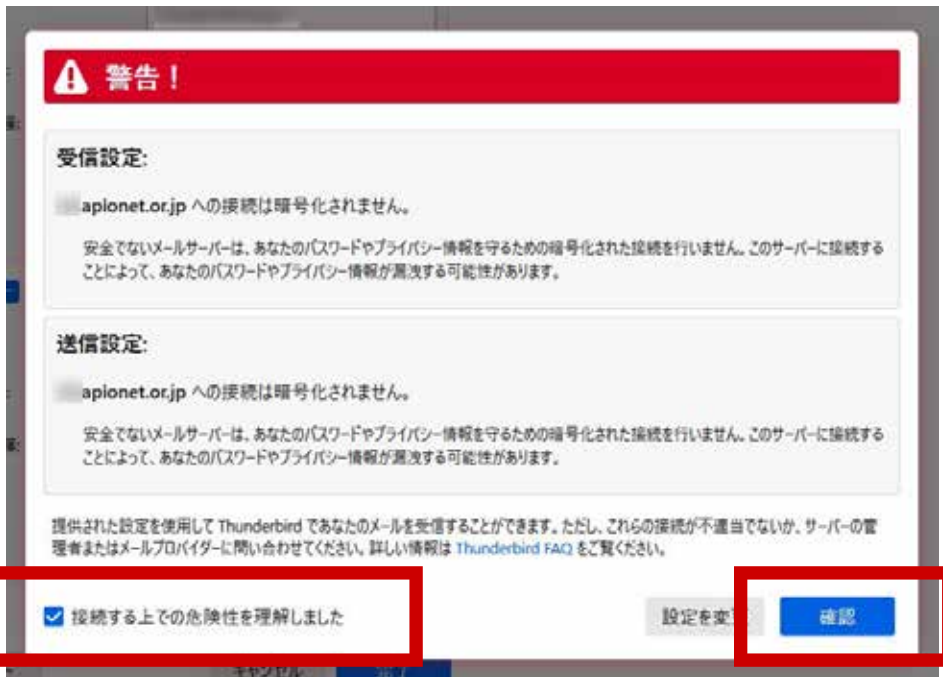 警告！
受信設定:
apionet.or.jp への接続は暗号化されません。
安全でないメールサーバーは、あなたのパスワードやプライバシー情報を守るための暗号化された接続を行いません。このサーバーに接続する
ことによって、あなたのパスワードやプライバシー情報が漏洩する可能性があります。
送信設定:
apionet.or.jp への接続は暗号化されません。
安全でないメールサーバーは、あなたのパスワードやプライバシー情報を守るための暗号化された接続を行いません。このサーバーに接続する
ことによって、あなたのパスワードやプライバシー情報が漏洩する可能性があります。
提供された設定を使用して Thunderbird であなたのメールを受信することができます。ただし、これらの接続が不適当でないか、サーバーの管
理者またはメールプロバイダーに問い合わせてください。詳しい情報は Thunderbird FAQ をご覧ください。
接続する上での危険性を理解しました
設定を変
確認
キャンセル